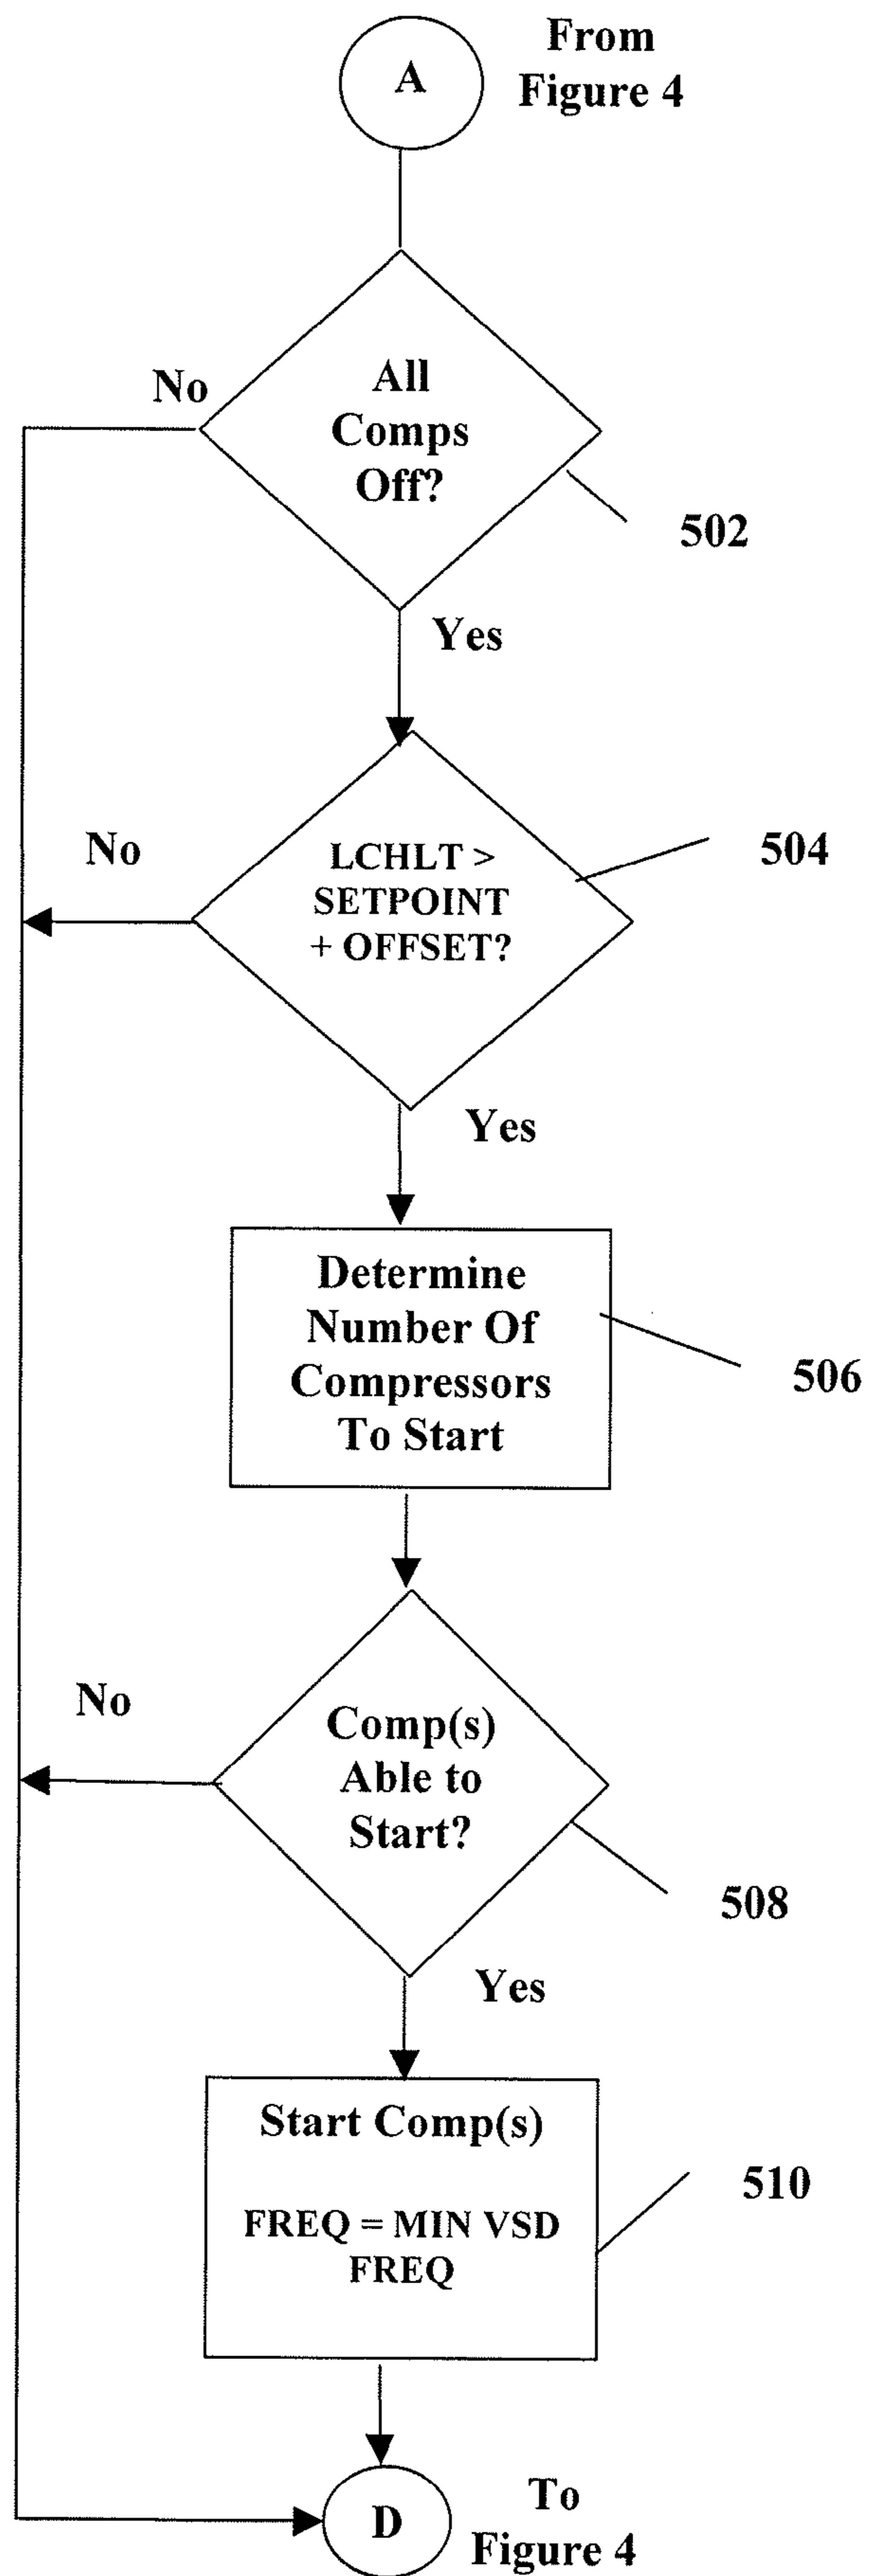 From
A
Figure 4
No
All
Comps
Off?
502
Yes
No
LCHLT >
SETPOINT
+ OFFSET?
504
Yes
Determine
Number Of
Compressors
To Start
506
No
Comp(s)
Able to
Start?
508
Yes
Start Comp(s)
FREQ = MIN VSD
FREQ
510
D
To
Figure 4